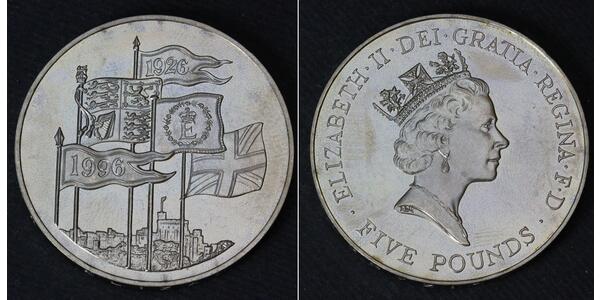 1926
E
1996
ELIZABETH · II · DEI · GRATIA · REGINA · F · D ·
FIVE POUNDS